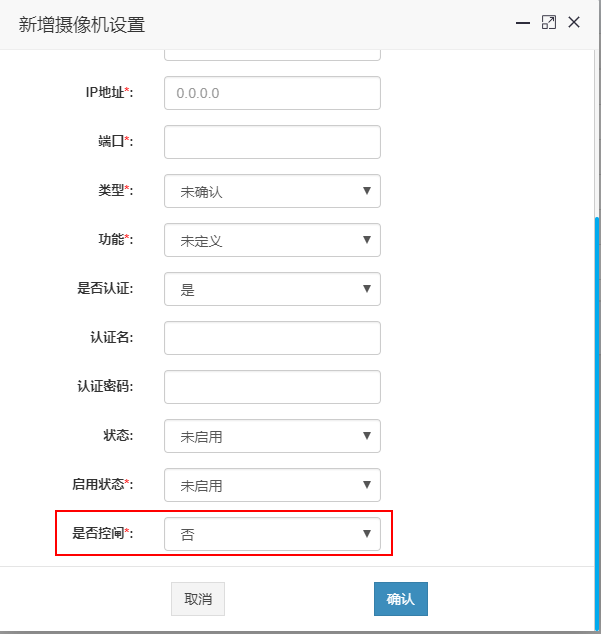 新增摄像机设置
IP地址*: 0.0.0.0
端口*:
类型*: 未确认
功能*: 未定义
是否认证: 是
认证名:
认证密码:
状态: 未启用
启用状态*: 未启用
是否控闸*: 否
取消 确认